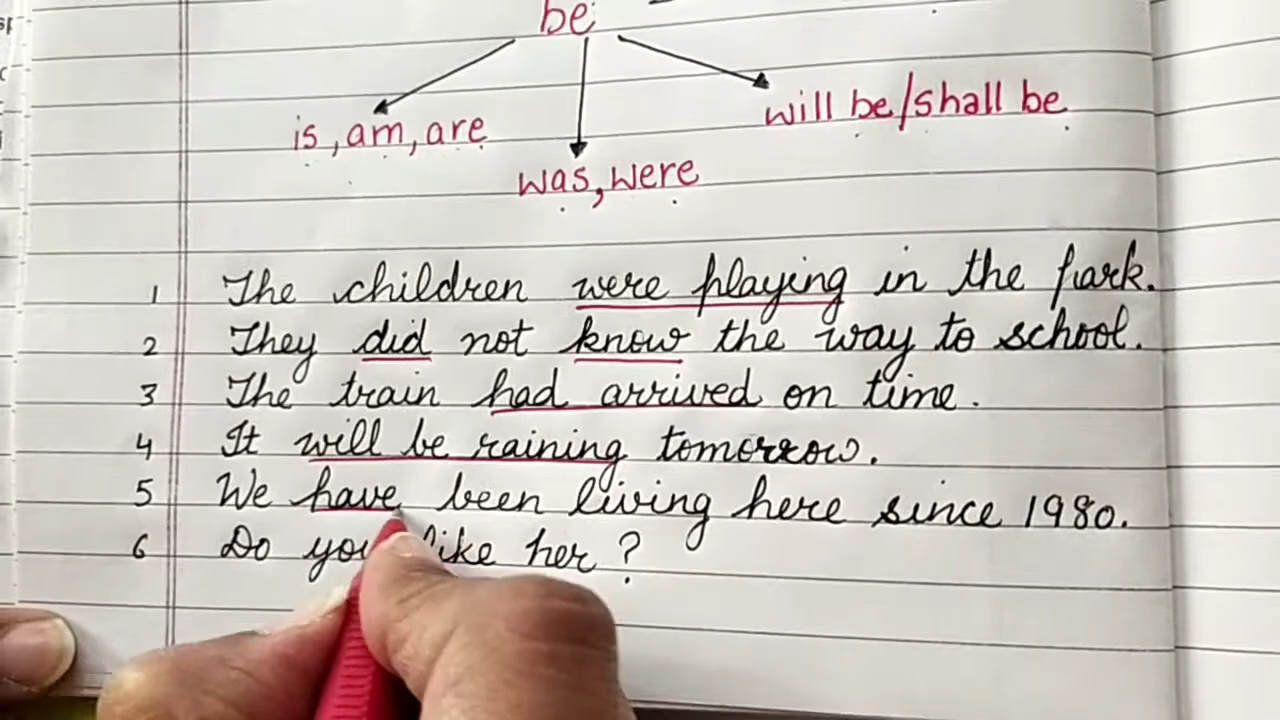 be
is, am, are
will be/shall be
was, were
1 The children were playing in the park.
2 They did not know the way to school.
3 The train had arrived on time.
4 It will be raining tomorrow.
5 We have been living here since 1980.
6 Do you like her ?